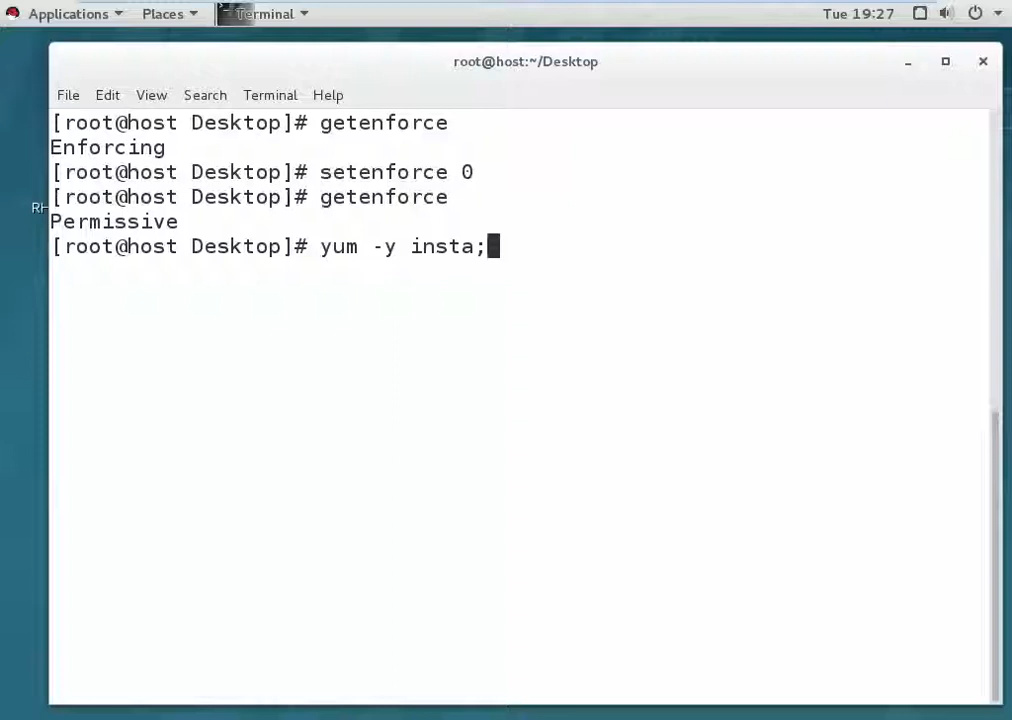 Applications Places Terminal Tue 19:27
root@host:~/Desktop
File Edit View Search Terminal Help
[root@host Desktop]# getenforce
Enforcing
[root@host Desktop]# setenforce 0
[root@host Desktop]# getenforce
RH
Permissive
[root@host Desktop]# yum -y insta;